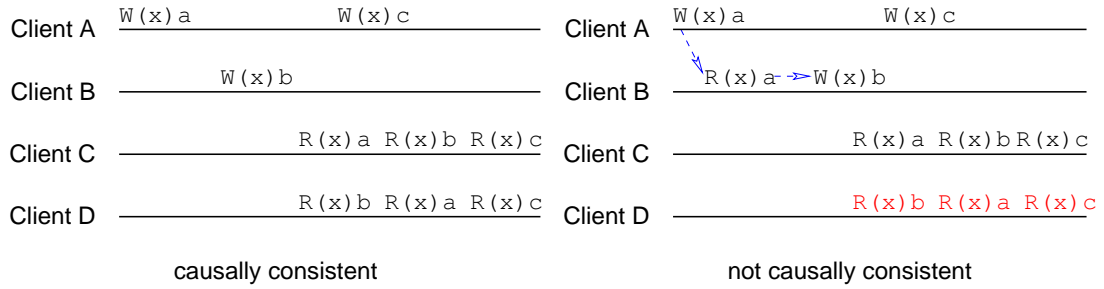 W(x)a W(x)c
Client A
W(x)b
Client B
R(x)a R(x)b R(x)c
Client C
R(x)b R(x)a R(x)c
Client D
causally consistent
W(x)a W(x)c
Client A
R(x)a W(x)b
Client B
R(x)a R(x)b R(x)c
Client C
R(x)b R(x)a R(x)c
Client D
not causally consistent